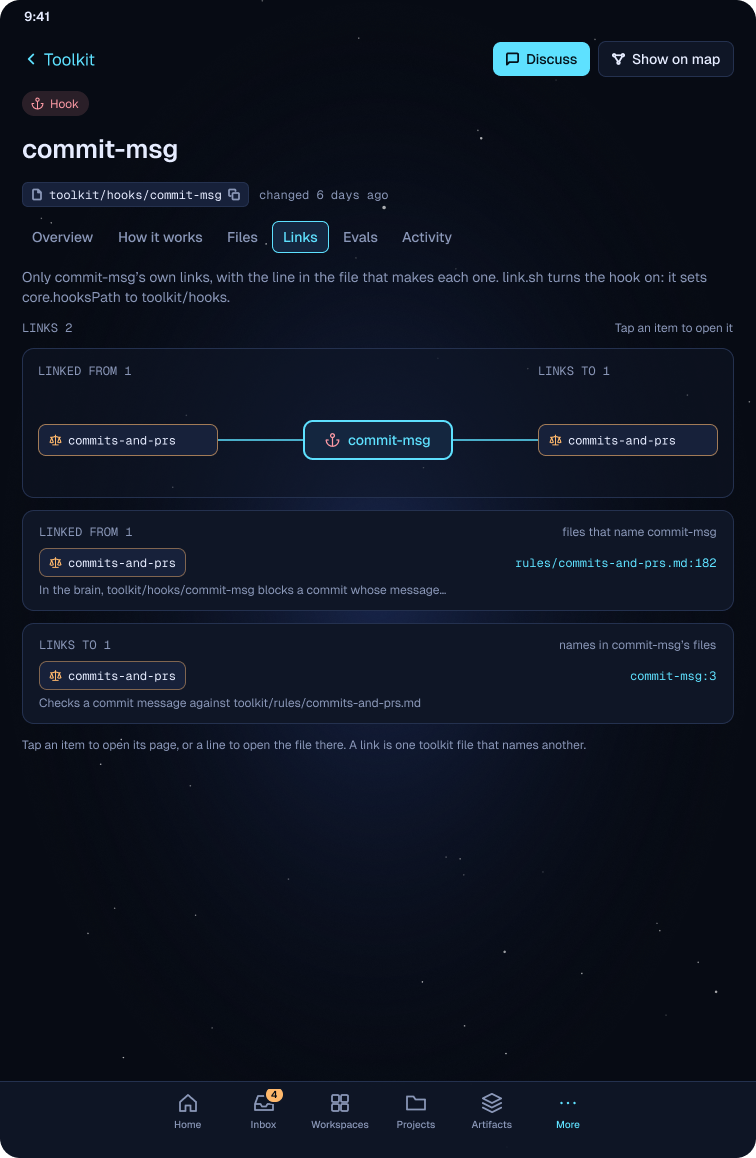 9:41
Toolkit
Discuss
Show on map
Hook
commit-msg
toolkit/hooks/commit-msg
changed 6 days ago
Overview
How it works
Files
Links
Evals
Activity
Only commit-msg's own links, with the line in the file that makes each one. link.sh turns the hook on: it sets
core.hooksPath to toolkit/hooks.
LINKS 2
Tap an item to open it
LINKED FROM 1
LINKS TO 1
commits-and-prs
commit-msg
commits-and-prs
LINKED FROM 1
files that name commit-msg
commits-and-prs
rules/commits-and-prs.md:182
In the brain, toolkit/hooks/commit-msg blocks a commit whose message…
LINKS TO 1
names in commit-msg's files
commits-and-prs
commit-msg:3
Checks a commit message against toolkit/rules/commits-and-prs.md
Tap an item to open its page, or a line to open the file there. A link is one toolkit file that names another.
4
Home
Inbox
Workspaces
Projects
Artifacts
More